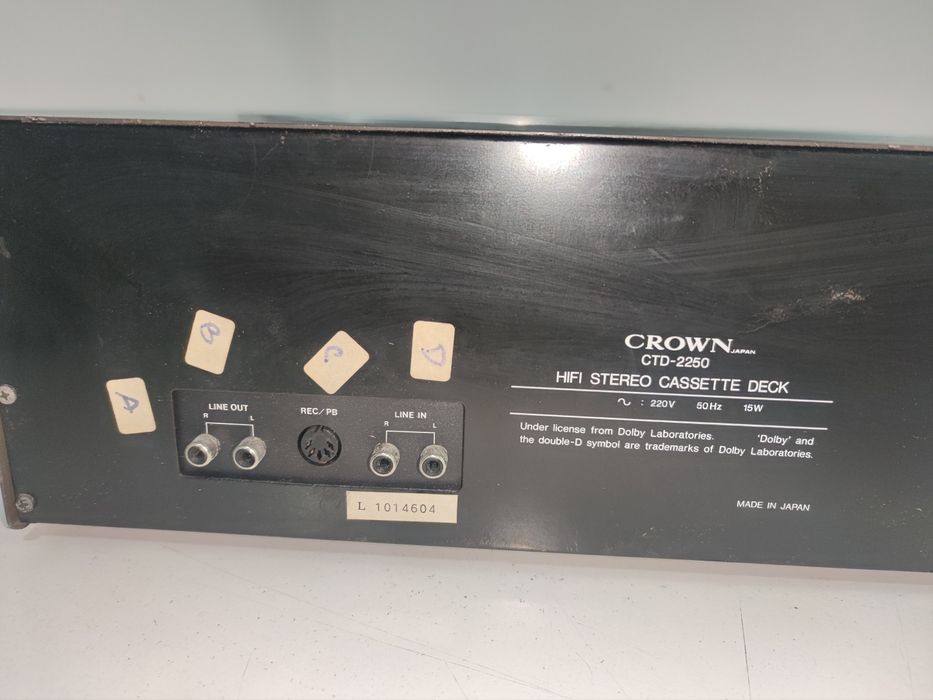 A
B
C
D
LINE OUT
R L
REC/PB
LINE IN
R L
L 1014604
CROWN JAPAN
CTD-2250
HIFI STEREO CASSETTE DECK
∿ : 220V 50Hz 15W
Under license from Dolby Laboratories. 'Dolby' and
the double-D symbol are trademarks of Dolby Laboratories.
MADE IN JAPAN